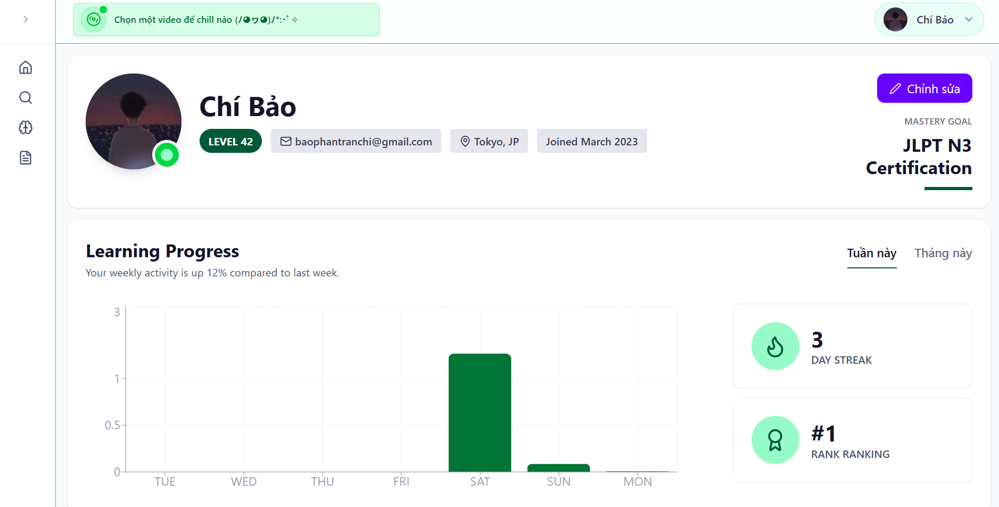 Chọn một video để chill nào (ﾉ◕ヮ◕)ﾉ*:･ﾟ✧
Chí Bảo
Chí Bảo
LEVEL 42
baophantranchi@gmail.com
Tokyo, JP
Joined March 2023
Chỉnh sửa
MASTERY GOAL
JLPT N3
Certification
Learning Progress
Your weekly activity is up 12% compared to last week.
Tuần này
Tháng này
3
1
0.5
0
TUE
WED
THU
FRI
SAT
SUN
MON
3
DAY STREAK
#1
RANK RANKING